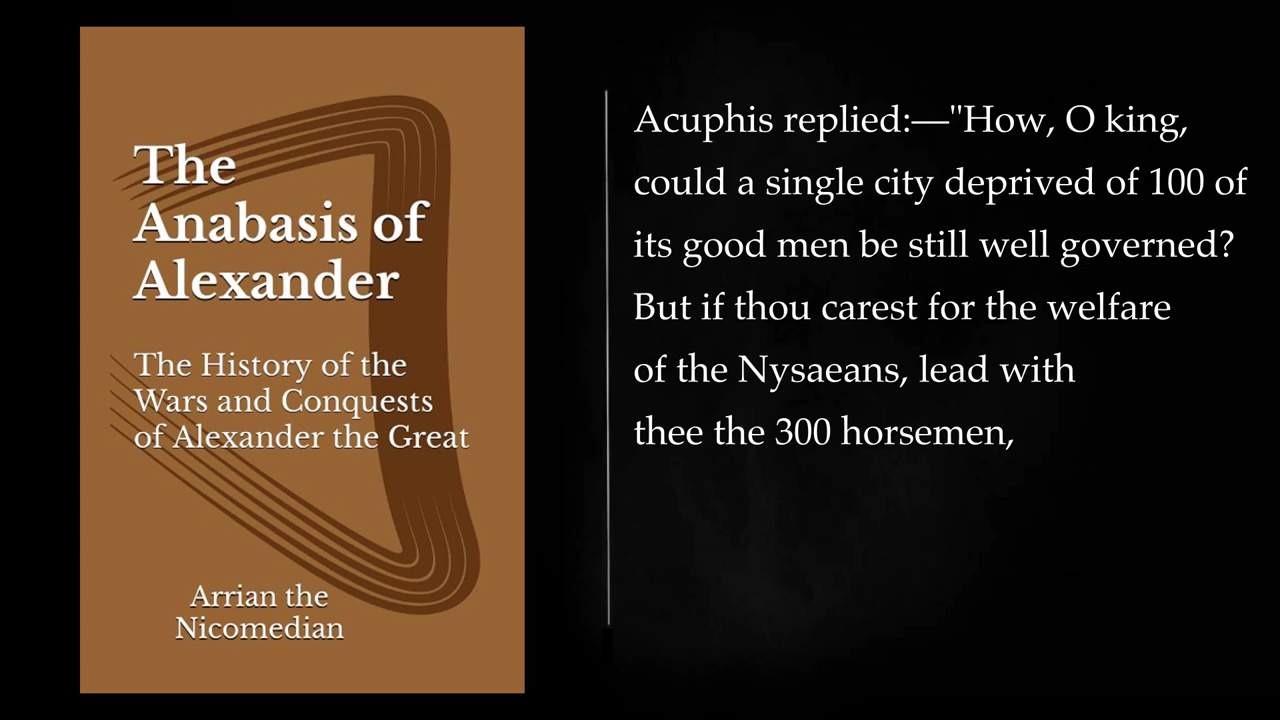 The
Anabasis of
Alexander
The History of the
Wars and Conquests
of Alexander the Great
Arrian the
Nicomedian
Acuphis replied:—"How, O king,
could a single city deprived of 100 of
its good men be still well governed?
But if thou carest for the welfare
of the Nysaeans, lead with
thee the 300 horsemen,